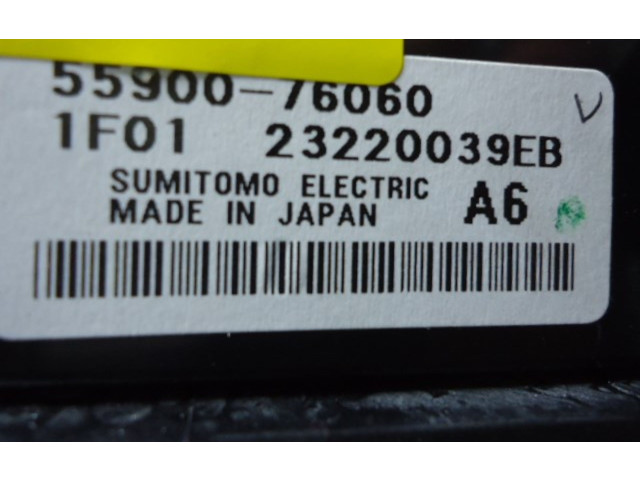 55900-76060
1F01 23220039EB
SUMITOMO ELECTRIC
MADE IN JAPAN A6